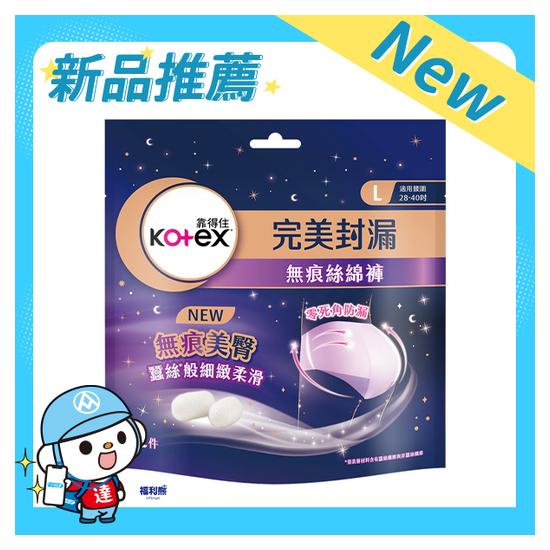 新品推薦
New
L
適用腰圍
28-40吋
靠得住
Kotex
完美封漏
無痕絲綿褲
NEW
無痕美臀
蠶絲般細緻柔滑
零死角防漏
件
達
福利熊